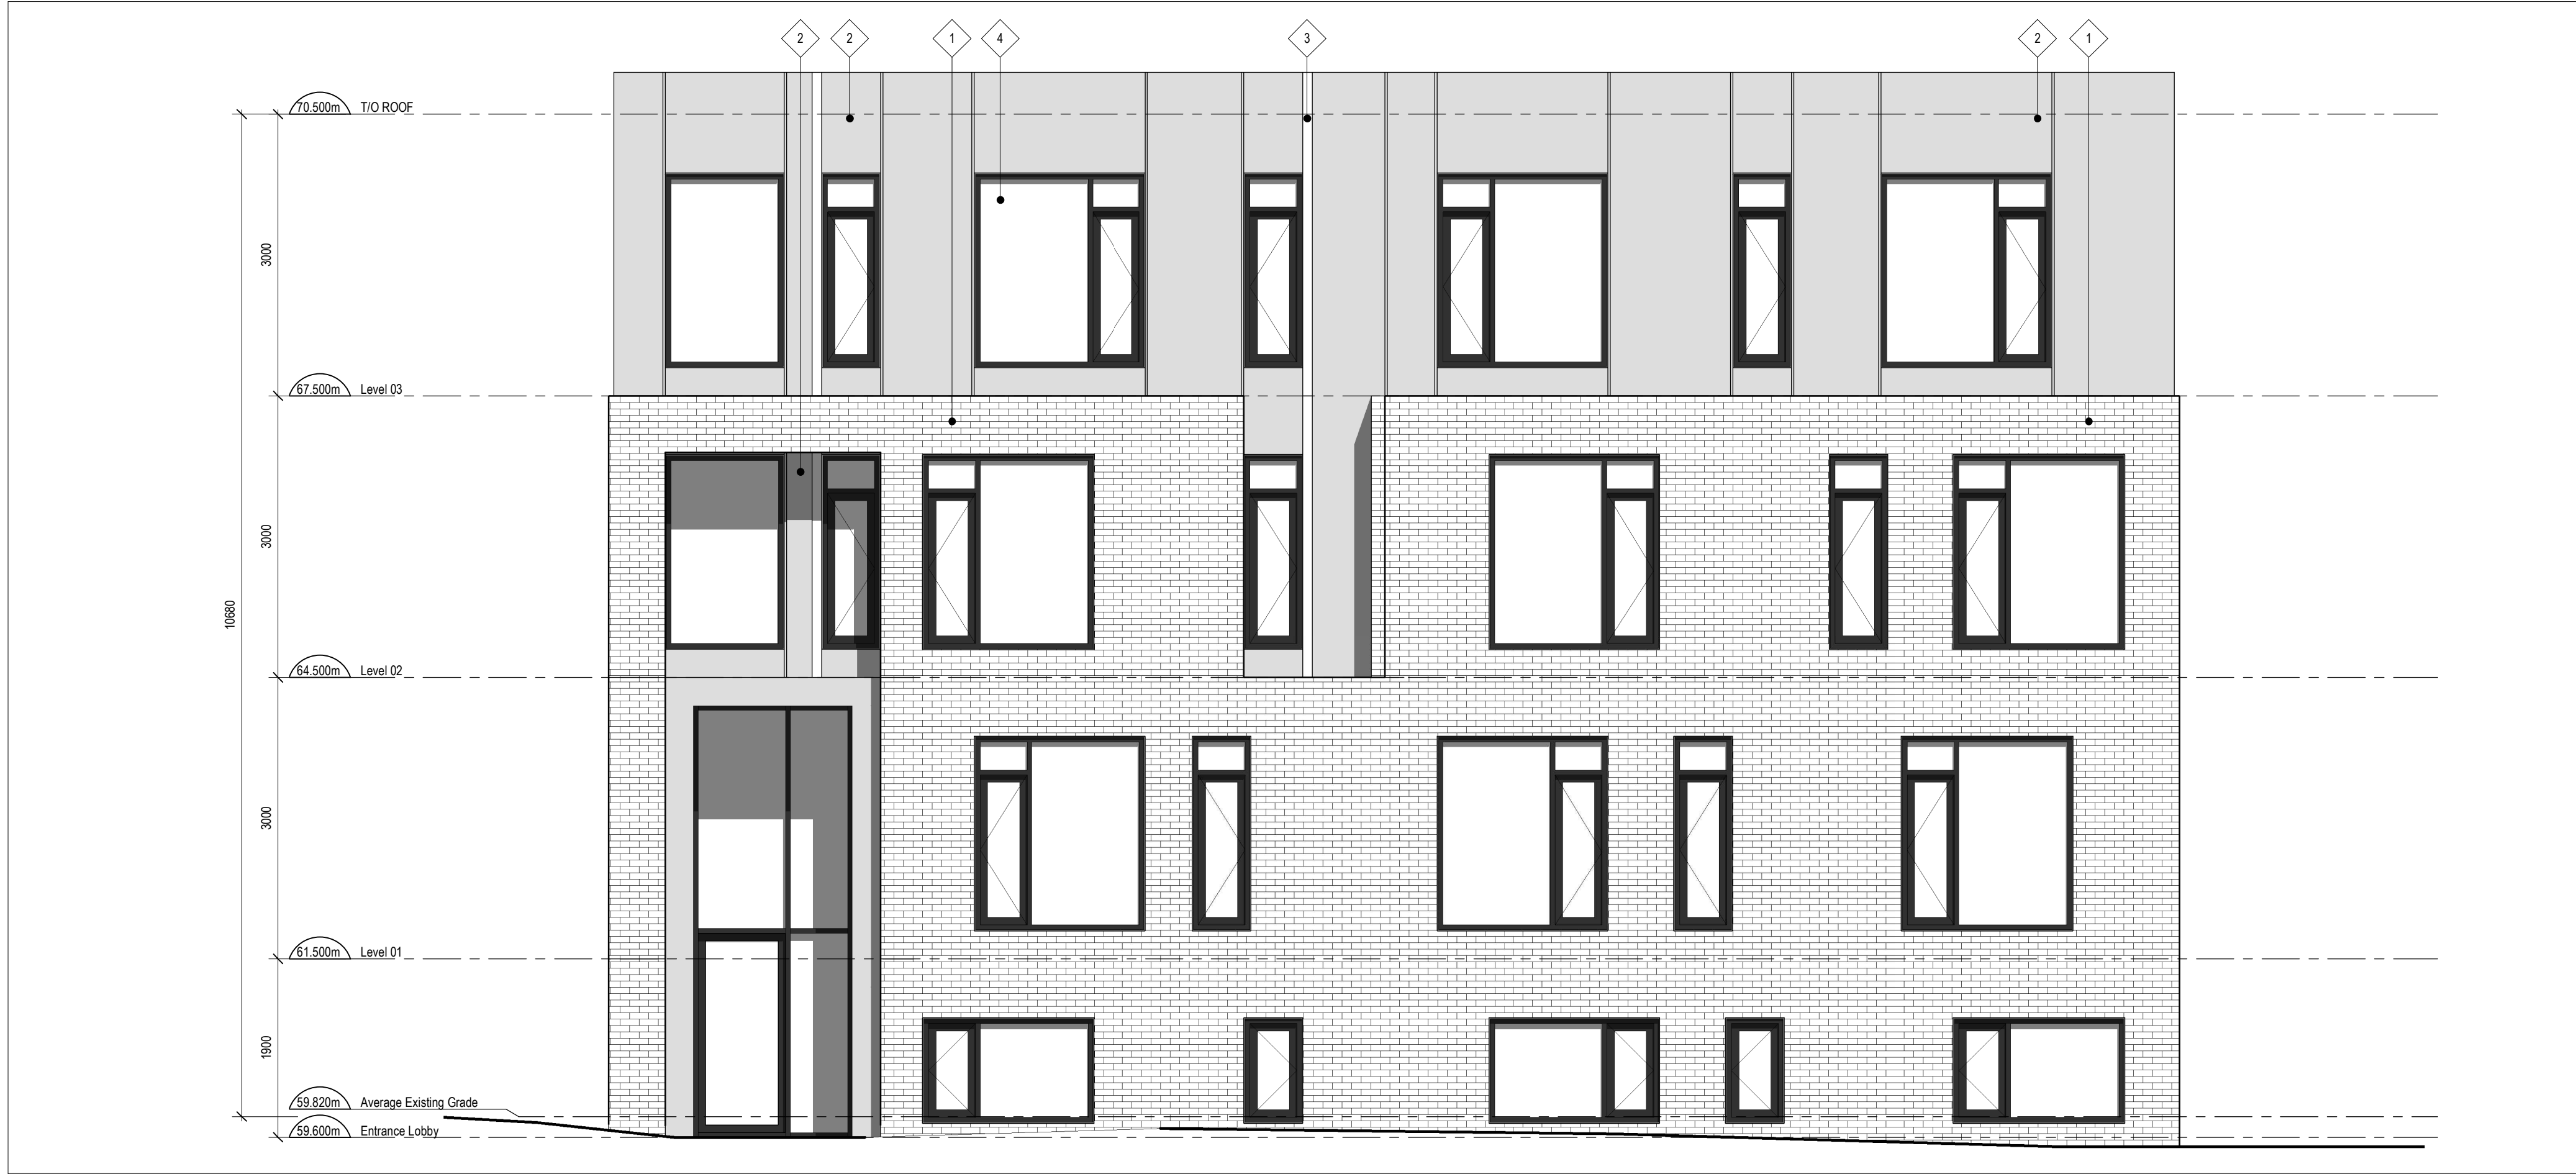 2 2 1 4 3 2 1
70.500m T/O ROOF
3000
67.500m Level 03
3000
10680
64.500m Level 02
3000
61.500m Level 01
1900
59.820m Average Existing Grade
59.600m Entrance Lobby